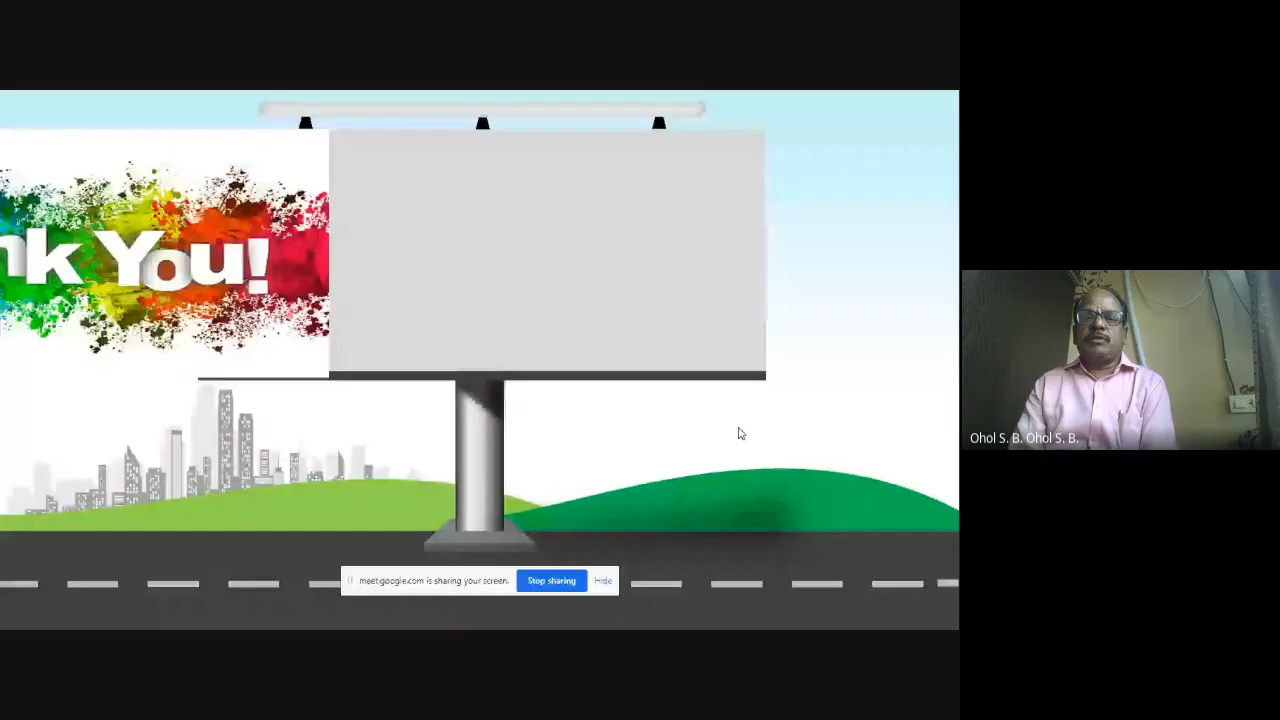 nk You!
Ohol S. B. Ohol S. B.
meet.google.com is sharing your screen.
Stop sharing
Hide